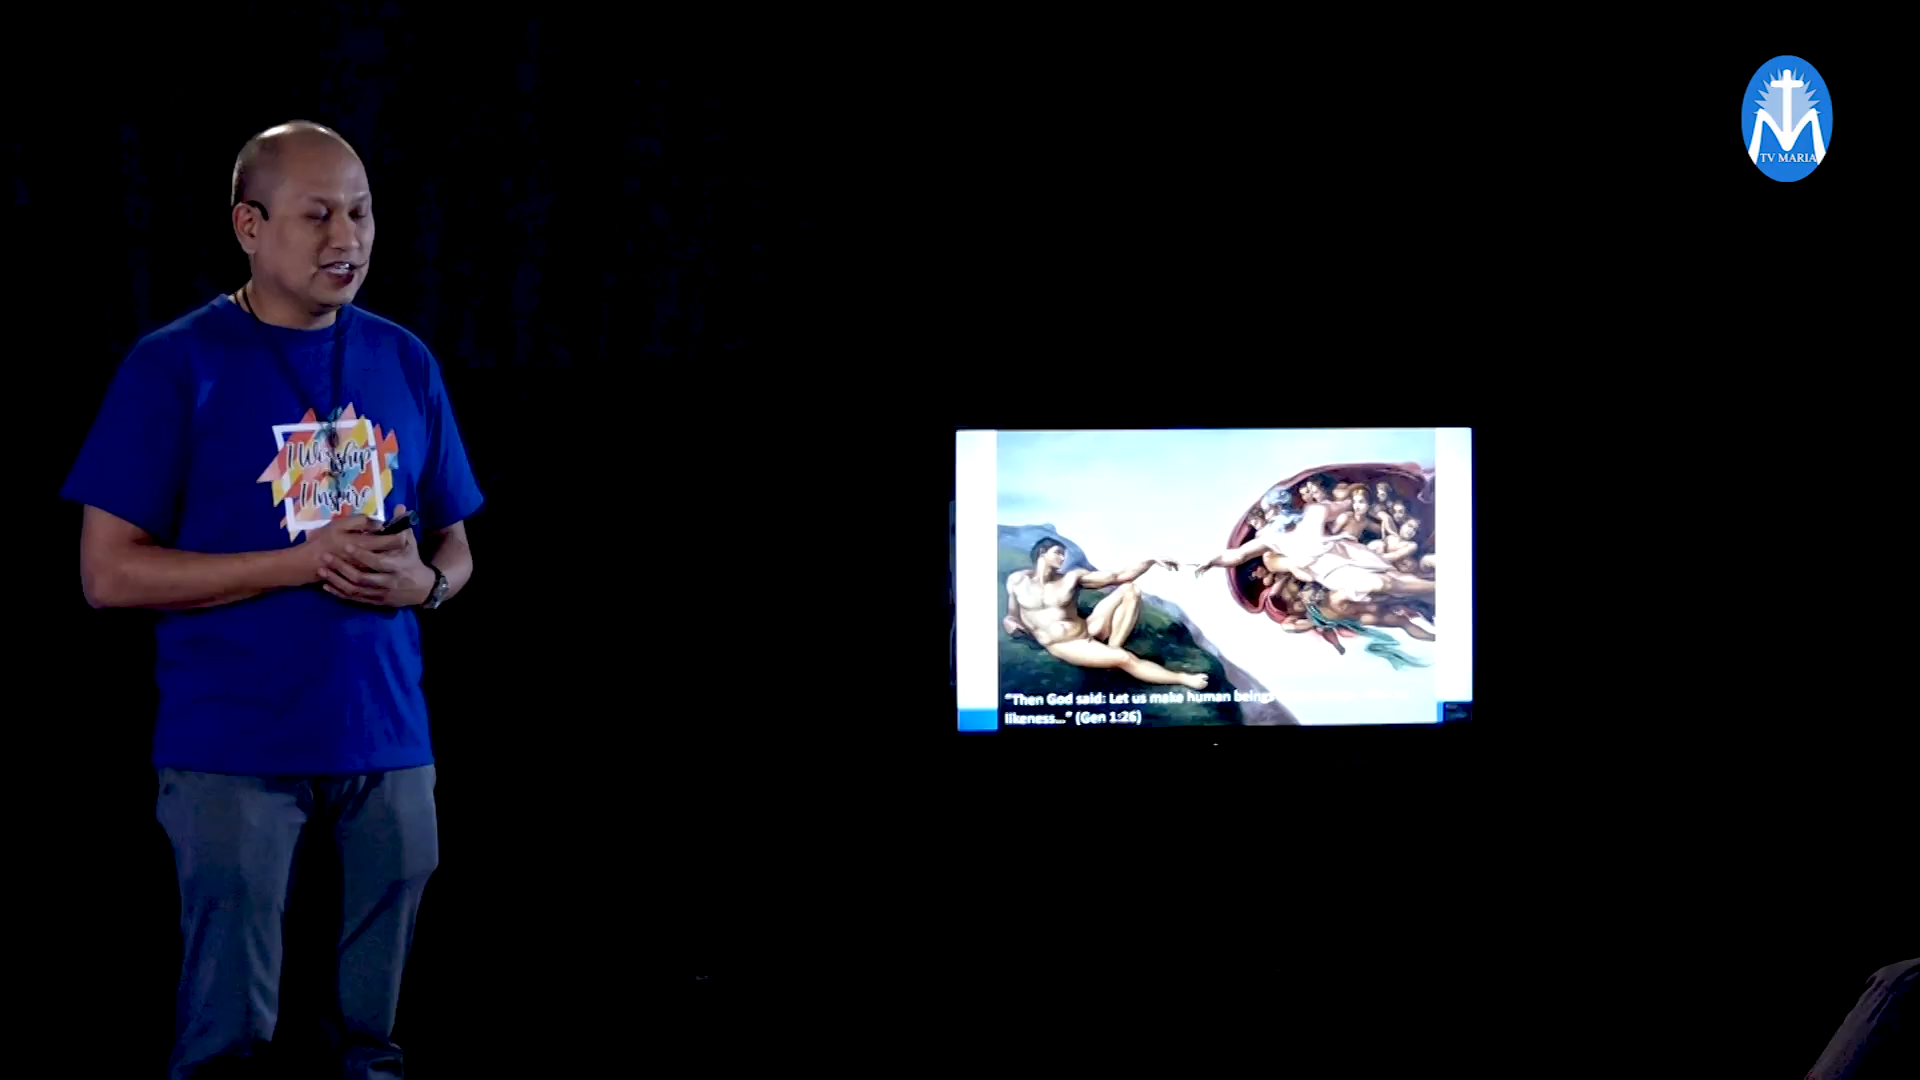 TV MARIA
I Worship
I Inspire
"Then God said: Let us make human beings
likeness..." (Gen 1:26)